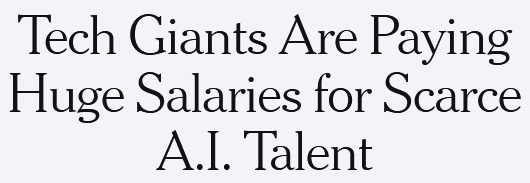 Tech Giants Are Paying
Huge Salaries for Scarce
A.I. Talent